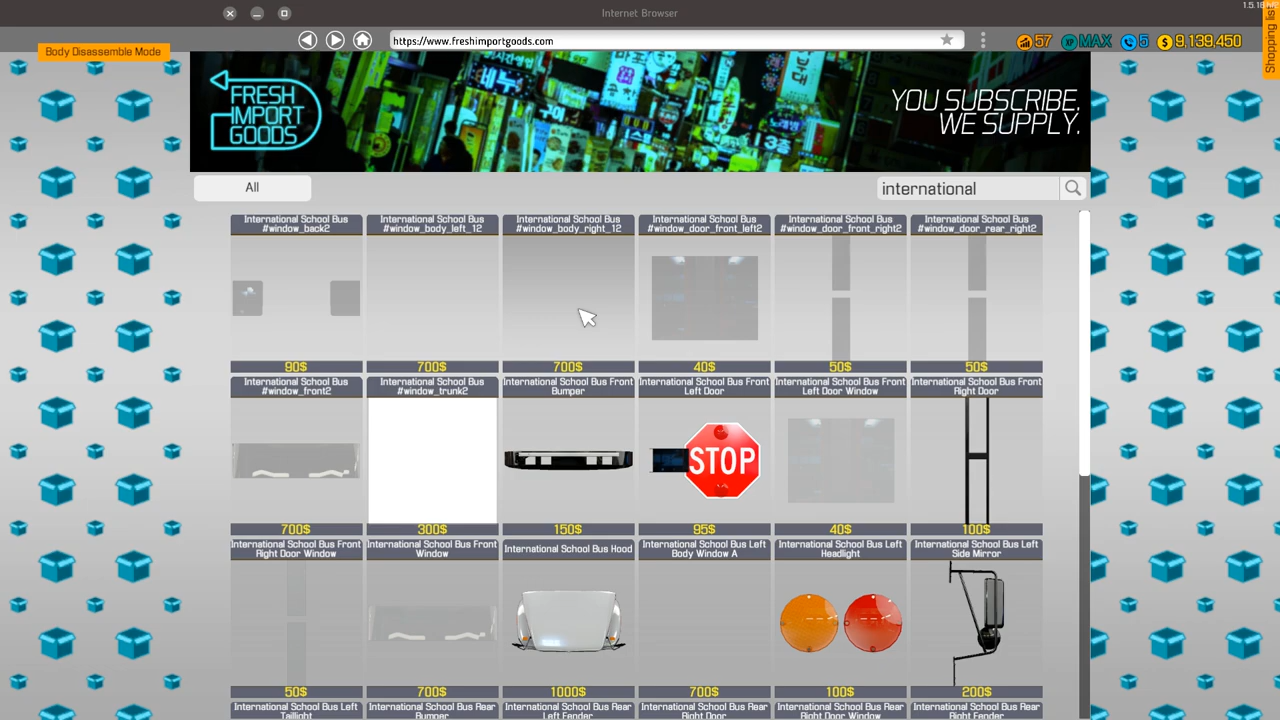 Internet Browser
1.5.18
Body Disassemble Mode
https://www.freshimportgoods.com
57
XP MAX
5
$ 9,139,450
Shopping list
FRESH
IMPORT
GOODS
YOU SUBSCRIBE.
WE SUPPLY.
All
international
International School Bus
#window_back2
International School Bus
#window_body_left_12
International School Bus
#window_body_right_12
International School Bus
#window_door_front_left2
International School Bus
#window_door_front_right2
International School Bus
#window_door_rear_right2
90$
700$
700$
40$
50$
50$
International School Bus
#window_front2
International School Bus
#window_trunk2
International School Bus Front
Bumper
International School Bus Front
Left Door
International School Bus Front
Left Door Window
International School Bus Front
Right Door
STOP
700$
300$
150$
95$
40$
100$
International School Bus Front
Right Door Window
International School Bus Front
Window
International School Bus Hood
International School Bus Left
Body Window A
International School Bus Left
Headlight
International School Bus Left
Side Mirror
50$
700$
1000$
700$
100$
200$
International School Bus Left
Taillight
International School Bus Rear
Bumper
International School Bus Rear
Left Fender
International School Bus Rear
Right Door
International School Bus Rear
Right Door Window
International School Bus Rear
Right Fender